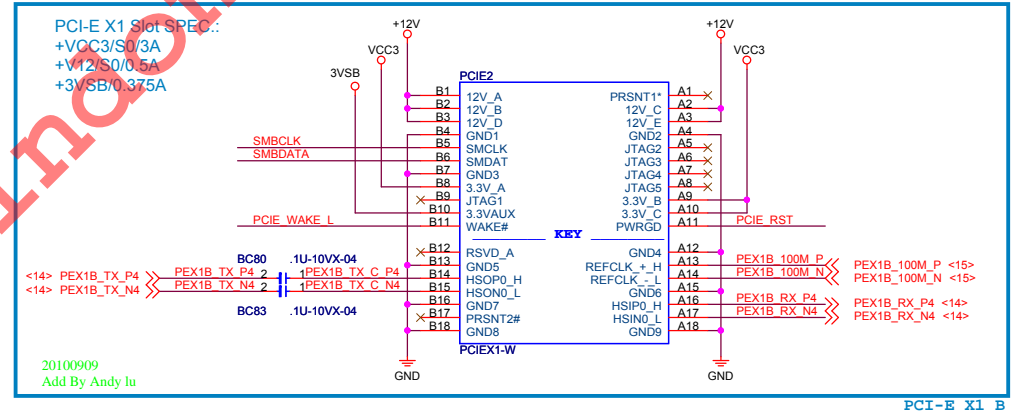 PCI-E X1 Slot SPEC.:
+VCC3/S0/3A
+V12/S0/0.5A
+3VSB/0.375A
+12V
VCC3
3VSB
+12V
VCC3
PCIE2
B1 12V_A PRSNT1* A1
B2 12V_B 12V_C A2
B3 12V_D 12V_E A3
B4 GND1 GND2 A4
SMBCLK B5 SMCLK JTAG2 A5
SMBDATA B6 SMDAT JTAG3 A6
B7 GND3 JTAG4 A7
B8 3.3V_A JTAG5 A8
B9 JTAG1 3.3V_B A9
B10 3.3VAUX 3.3V_C A10
PCIE_WAKE_L B11 WAKE# PWRGD A11 PCIE_RST
KEY
B12 RSVD_A GND4 A12
BC80 .1U-10VX-04 B13 GND5 REFCLK_+_H A13 PEX1B_100M_P PEX1B_100M_P <15>
<14> PEX1B_TX_P4 PEX1B_TX_P4 2 1 PEX1B_TX_C_P4 B14 HSOP0_H REFCLK_-_L A14 PEX1B_100M_N PEX1B_100M_N <15>
<14> PEX1B_TX_N4 PEX1B_TX_N4 2 1 PEX1B_TX_C_N4 B15 HSON0_L GND6 A15
B16 GND7 HSIP0_H A16 PEX1B_RX_P4 PEX1B_RX_P4 <14>
BC83 .1U-10VX-04 B17 PRSNT2# HSIN0_L A17 PEX1B_RX_N4 PEX1B_RX_N4 <14>
B18 GND8 GND9 A18
PCIEX1-W
GND
GND
20100909
Add By Andy lu
PCI-E X1 B